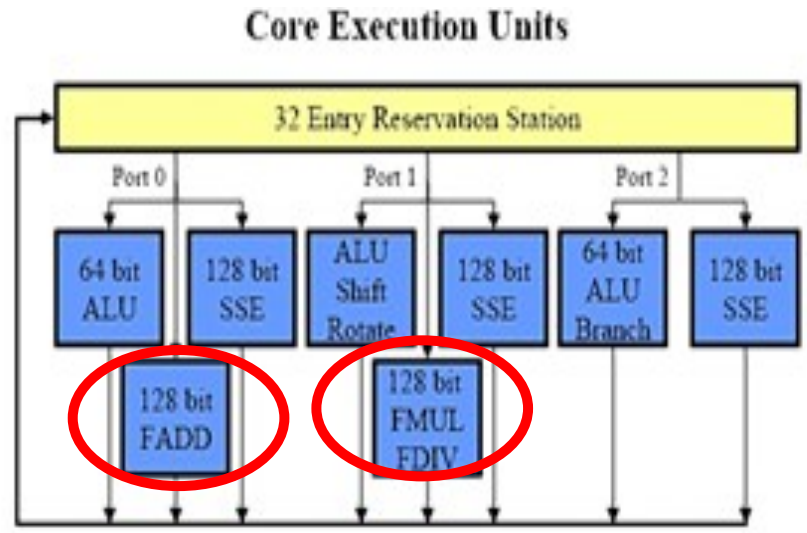 Core Execution Units
32 Entry Reservation Station
Port 0
Port 1
Port 2
64 bit
ALU
128 bit
SSE
ALU
Shift
Rotate
128 bit
SSE
64 bit
ALU
Branch
128 bit
SSE
128 bit
FADD
128 bit
FMUL
FDIV